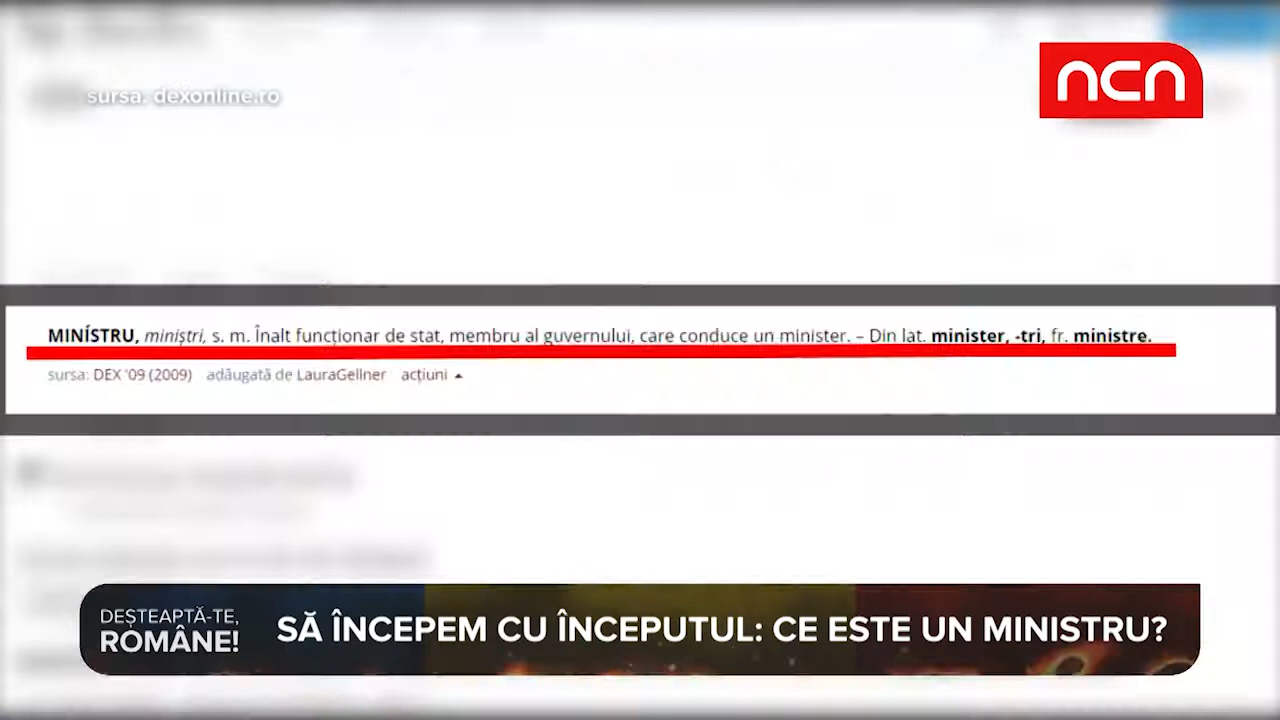 sursa: dexonline.ro
ncn
MINÍSTRU, miniștri, s. m. Înalt funcționar de stat, membru al guvernului, care conduce un minister. – Din lat. minister, -tri, fr. ministre.
sursa: DEX '09 (2009) adăugată de LauraGellner acțiuni
DEȘTEAPTĂ-TE,
ROMÂNE!
SĂ ÎNCEPEM CU ÎNCEPUTUL: CE ESTE UN MINISTRU?